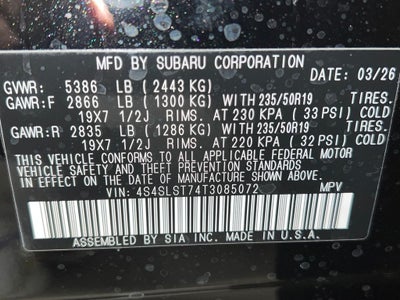 MFD BY SUBARU CORPORATION
DATE: 03/26
GVWR: 5386 LB (2443 KG)
GAWR:F 2866 LB (1300 KG) WITH 235/50R19 TIRES.
19X7 1/2J RIMS. AT 230 KPA (33 PSI) COLD
GAWR:R 2835 LB (1286 KG) WITH 235/50R19 TIRES.
19X7 1/2J RIMS. AT 220 KPA (32 PSI) COLD
THIS VEHICLE CONFORMS TO ALL APPLICABLE FEDERAL MOTOR
VEHICLE SAFETY AND THEFT PREVENTION STANDARDS
IN EFFECT ON THE DATE OF MANUFACTURE SHOWN ABOVE.
VIN: 4S4SLST74T3085072 MPV
ASSEMBLED BY SIA INC. MADE IN U.S.A.